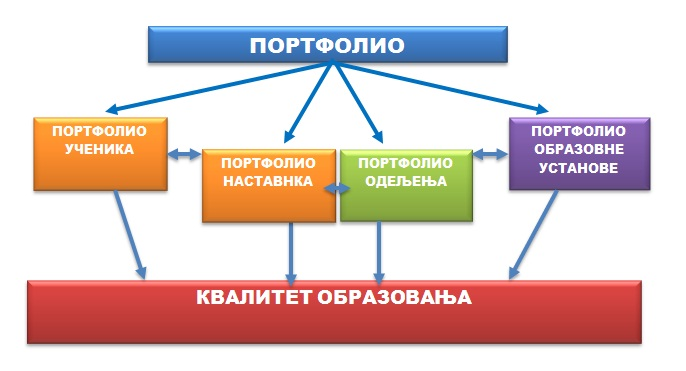 ПОРТФОЛИО
ПОРТФОЛИО
УЧЕНИКА
ПОРТФОЛИО
НАСТАВНКА
ПОРТФОЛИО
ОДЕЉЕЊА
ПОРТФОЛИО
ОБРАЗОВНЕ
УСТАНОВЕ
КВАЛИТЕТ ОБРАЗОВАЊА